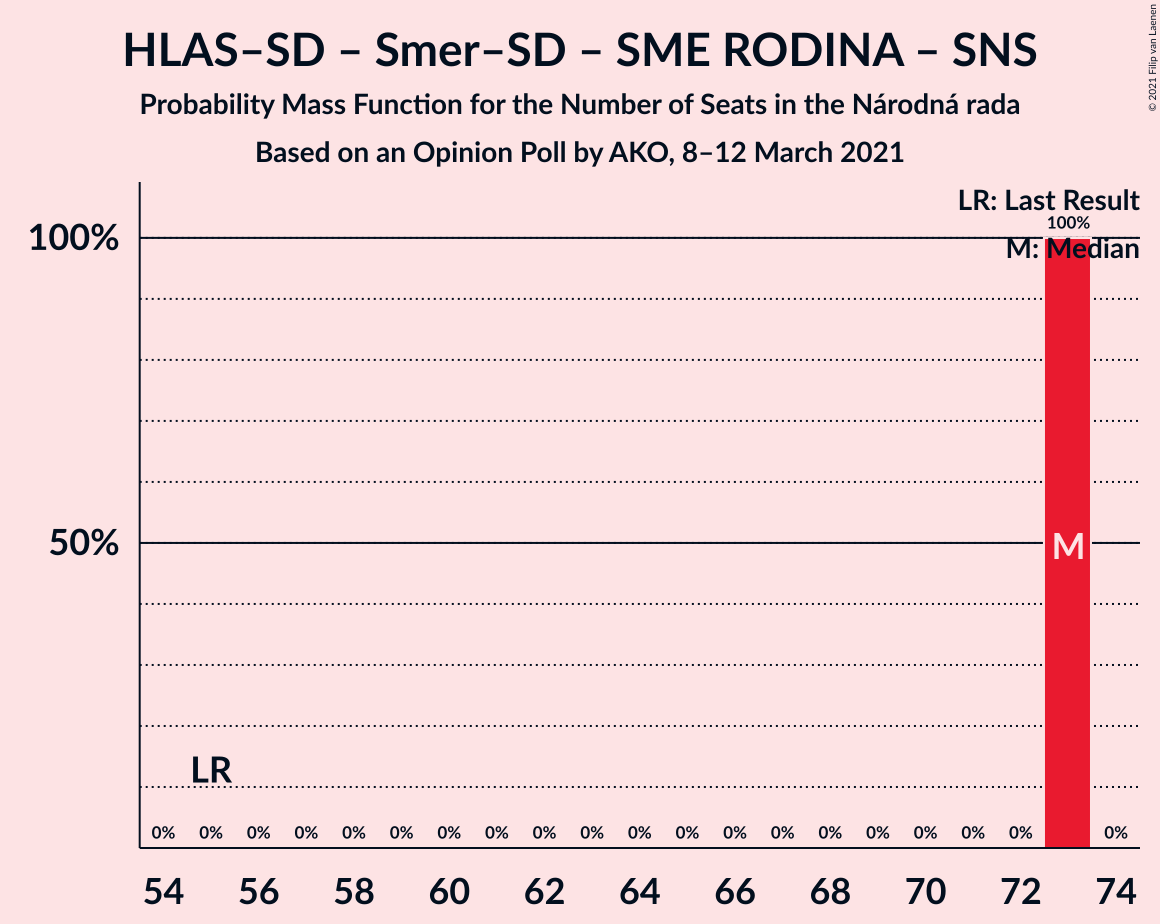 HLAS–SD – Smer–SD – SME RODINA – SNS
Probability Mass Function for the Number of Seats in the Národná rada
Based on an Opinion Poll by AKO, 8–12 March 2021
© 2021 Filip van Laenen
LR: Last Result
100%
M: Median
100%
50%
M
LR
0% 0% 0% 0% 0% 0% 0% 0% 0% 0% 0% 0% 0% 0% 0% 0% 0% 0% 0% 0%
54 56 58 60 62 64 66 68 70 72 74